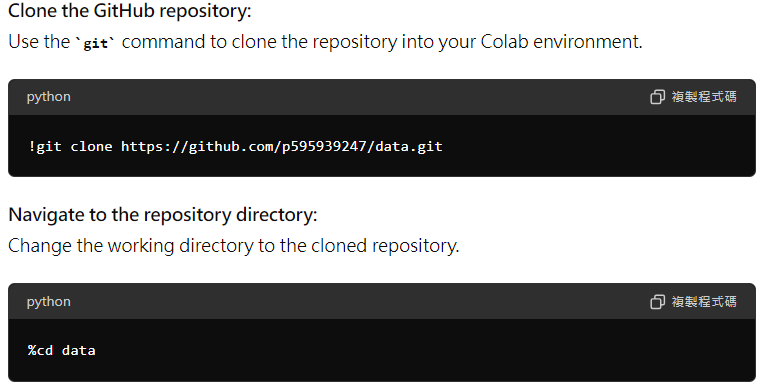 Clone the GitHub repository:
Use the `git` command to clone the repository into your Colab environment.
python
複製程式碼
!git clone https://github.com/p595939247/data.git
Navigate to the repository directory:
Change the working directory to the cloned repository.
python
複製程式碼
%cd data